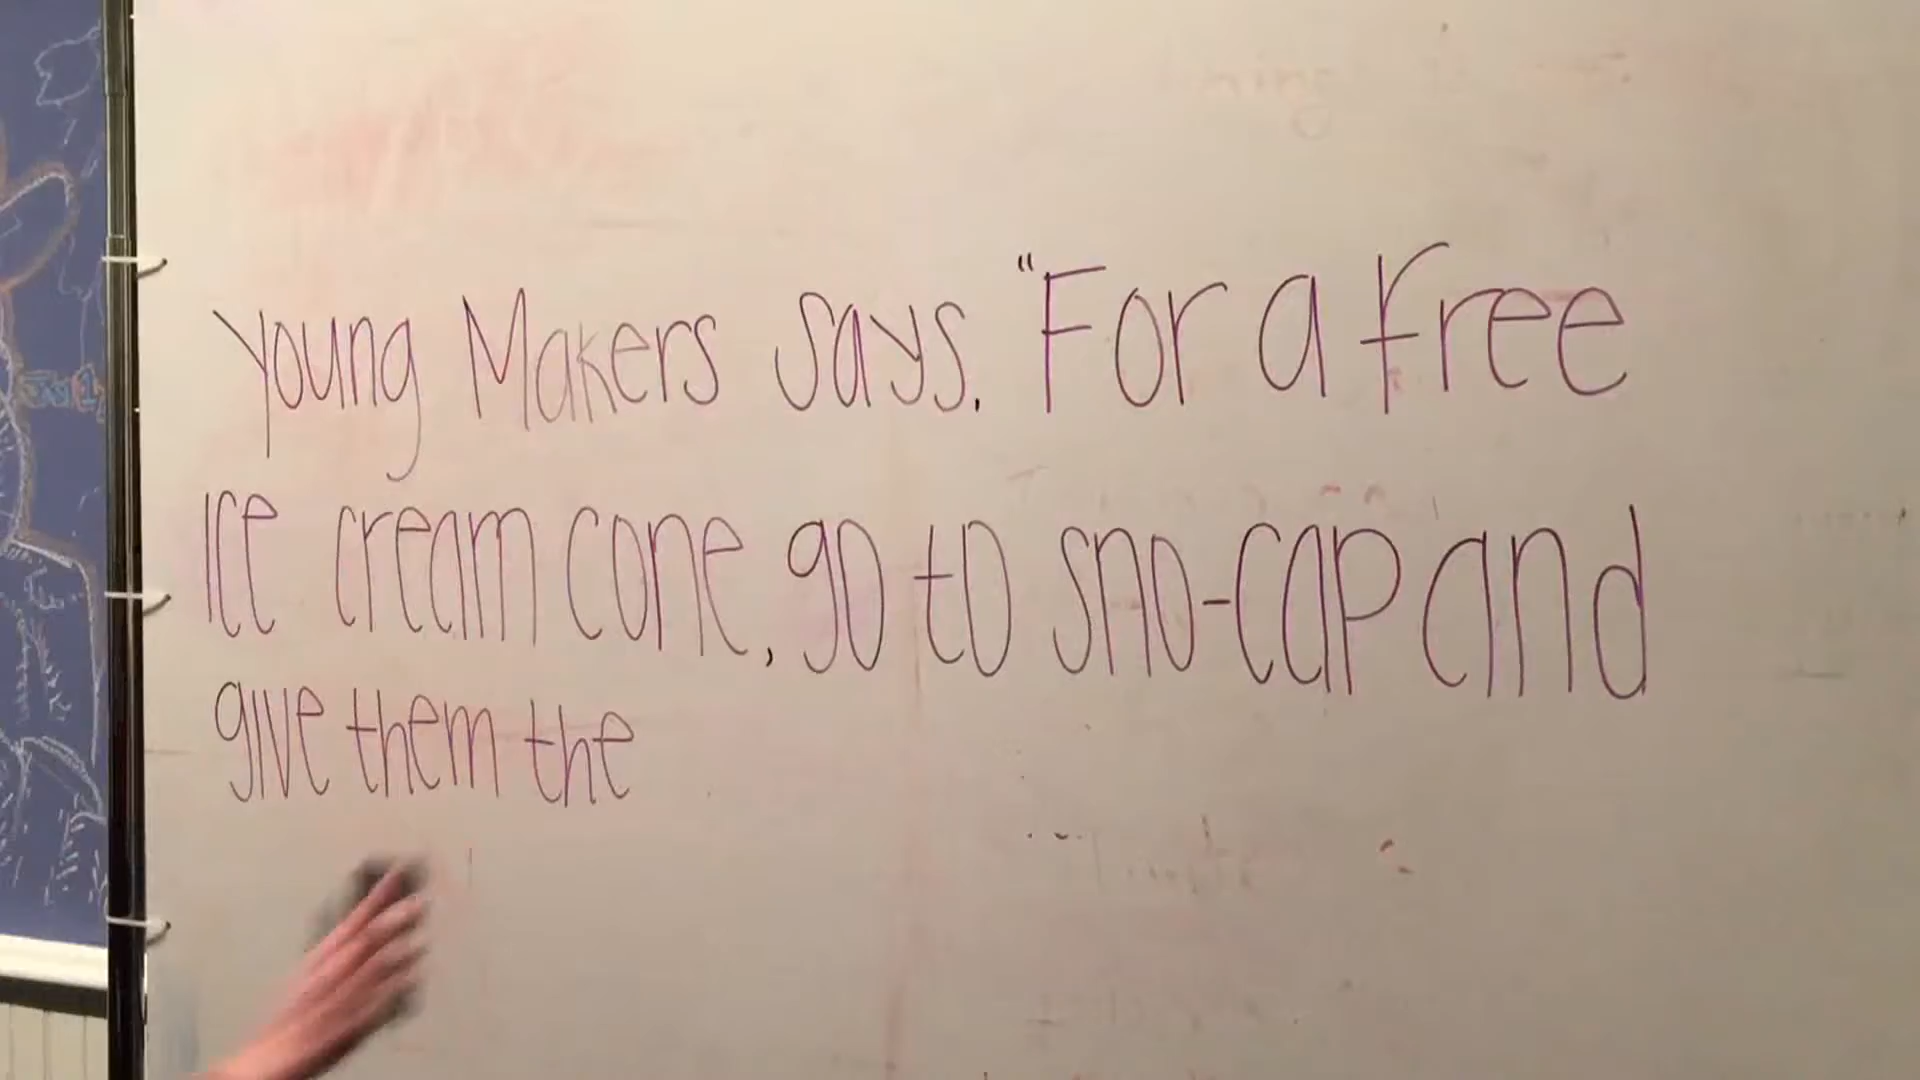 Young Makers says. "For a free
Ice cream cone, go to sno-cap and
give them the